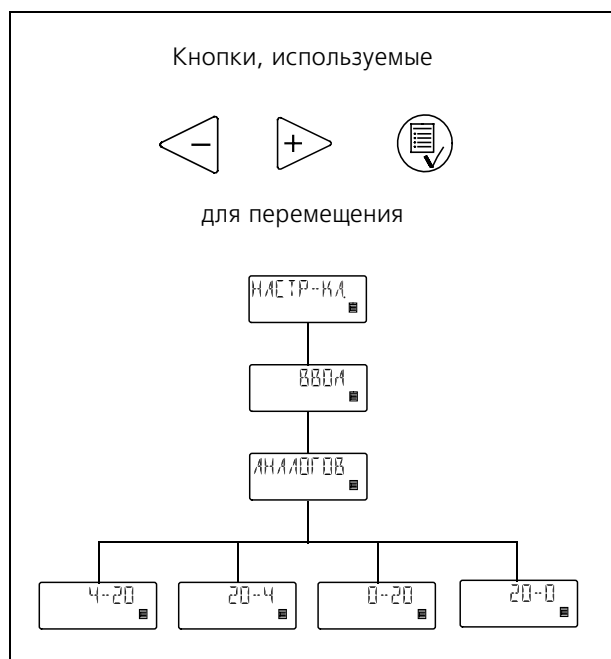 Кнопки, используемые
- +
для перемещения
НАСТР-КА
ВВОД
АНАЛОГОВ
4-20 20-4 0-20 20-0